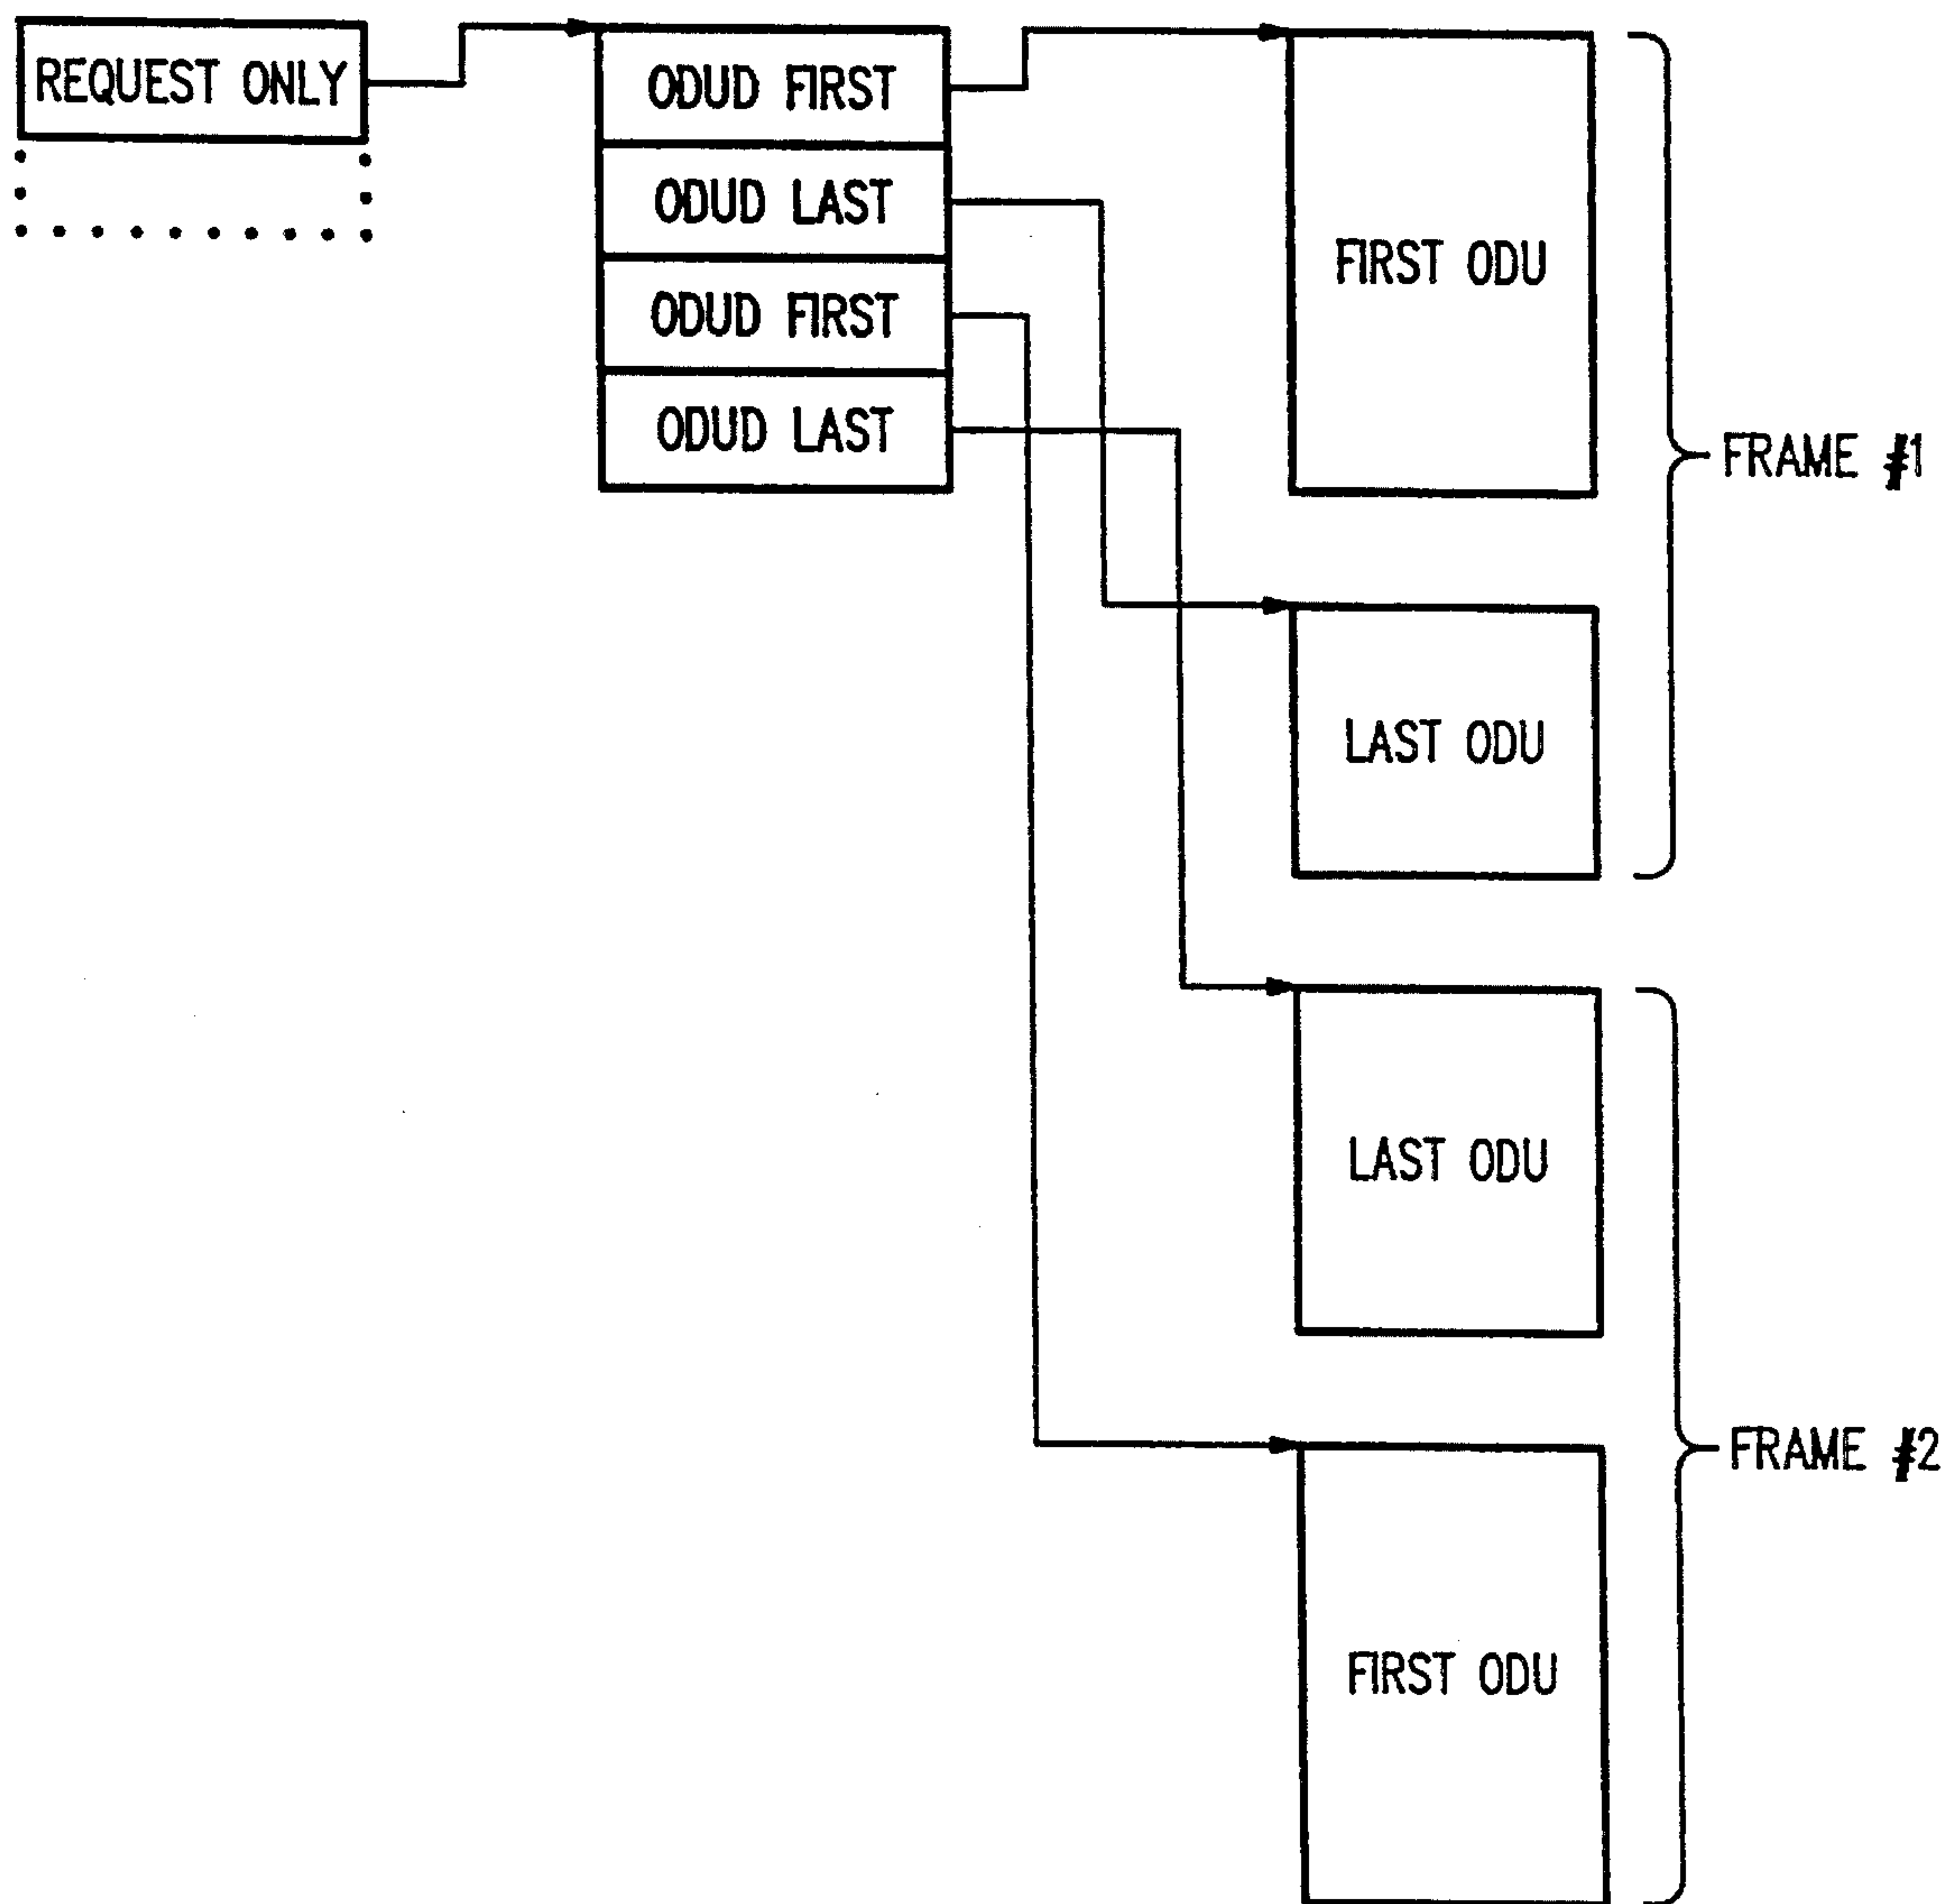 REQUEST ONLY
ODUD FIRST
ODUD LAST
ODUD FIRST
ODUD LAST
FIRST ODU
LAST ODU
FRAME #1
LAST ODU
FIRST ODU
FRAME #2